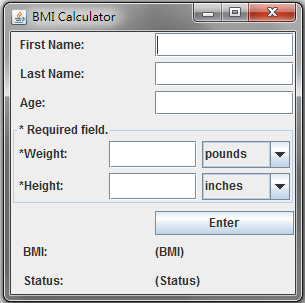 BMI Calculator
First Name:
Last Name:
Age:
* Required field.
*Weight: pounds
*Height: inches
Enter
BMI: (BMI)
Status: (Status)